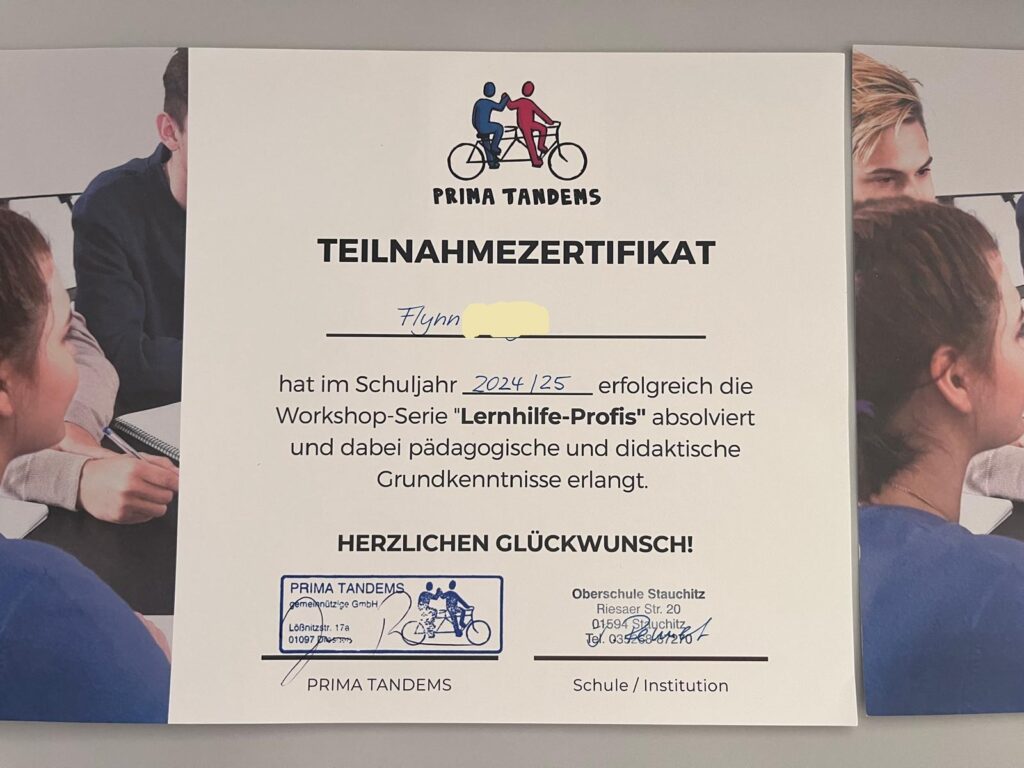 PRIMA TANDEMS
TEILNAHMEZERTIFIKAT
Flynn
hat im Schuljahr 2024/25 erfolgreich die
Workshop-Serie "Lernhilfe-Profis" absolviert
und dabei pädagogische und didaktische
Grundkenntnisse erlangt.
HERZLICHEN GLÜCKWUNSCH!
PRIMA TANDEMS
gemeinnützige GmbH
Lößnitzstr. 17a
01097 Dresden
Oberschule Stauchitz
Riesaer Str. 20
01594 Stauchitz
Tel.
PRIMA TANDEMS
Schule / Institution